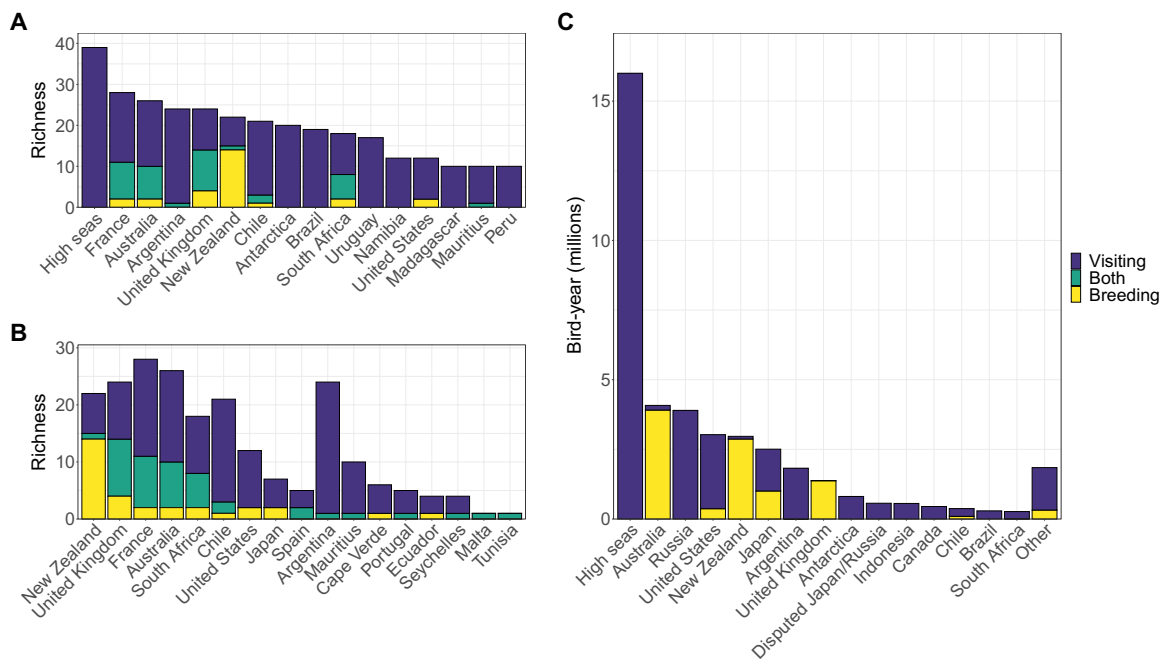 A
Richness
40
30
20
10
0
High seas
France
Australia
Argentina
United Kingdom
New Zealand
Chile
Antarctica
Brazil
South Africa
Uruguay
Namibia
United States
Madagascar
Mauritius
Peru
B
Richness
30
20
10
0
New Zealand
United Kingdom
France
Australia
South Africa
Chile
United States
Japan
Spain
Argentina
Mauritius
Cape Verde
Portugal
Ecuador
Seychelles
Malta
Tunisia
C
Bird-year (millions)
15
10
5
0
High seas
Australia
Russia
United States
New Zealand
Japan
Argentina
United Kingdom
Antarctica
Disputed Japan/Russia
Indonesia
Canada
Chile
Brazil
South Africa
Other
Visiting
Both
Breeding